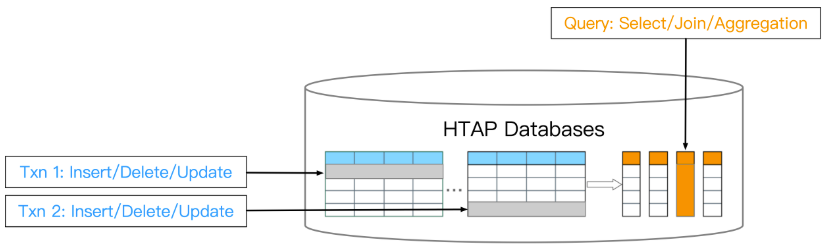 Query: Select/Join/Aggregation
HTAP Databases
Txn 1: Insert/Delete/Update
...
Txn 2: Insert/Delete/Update